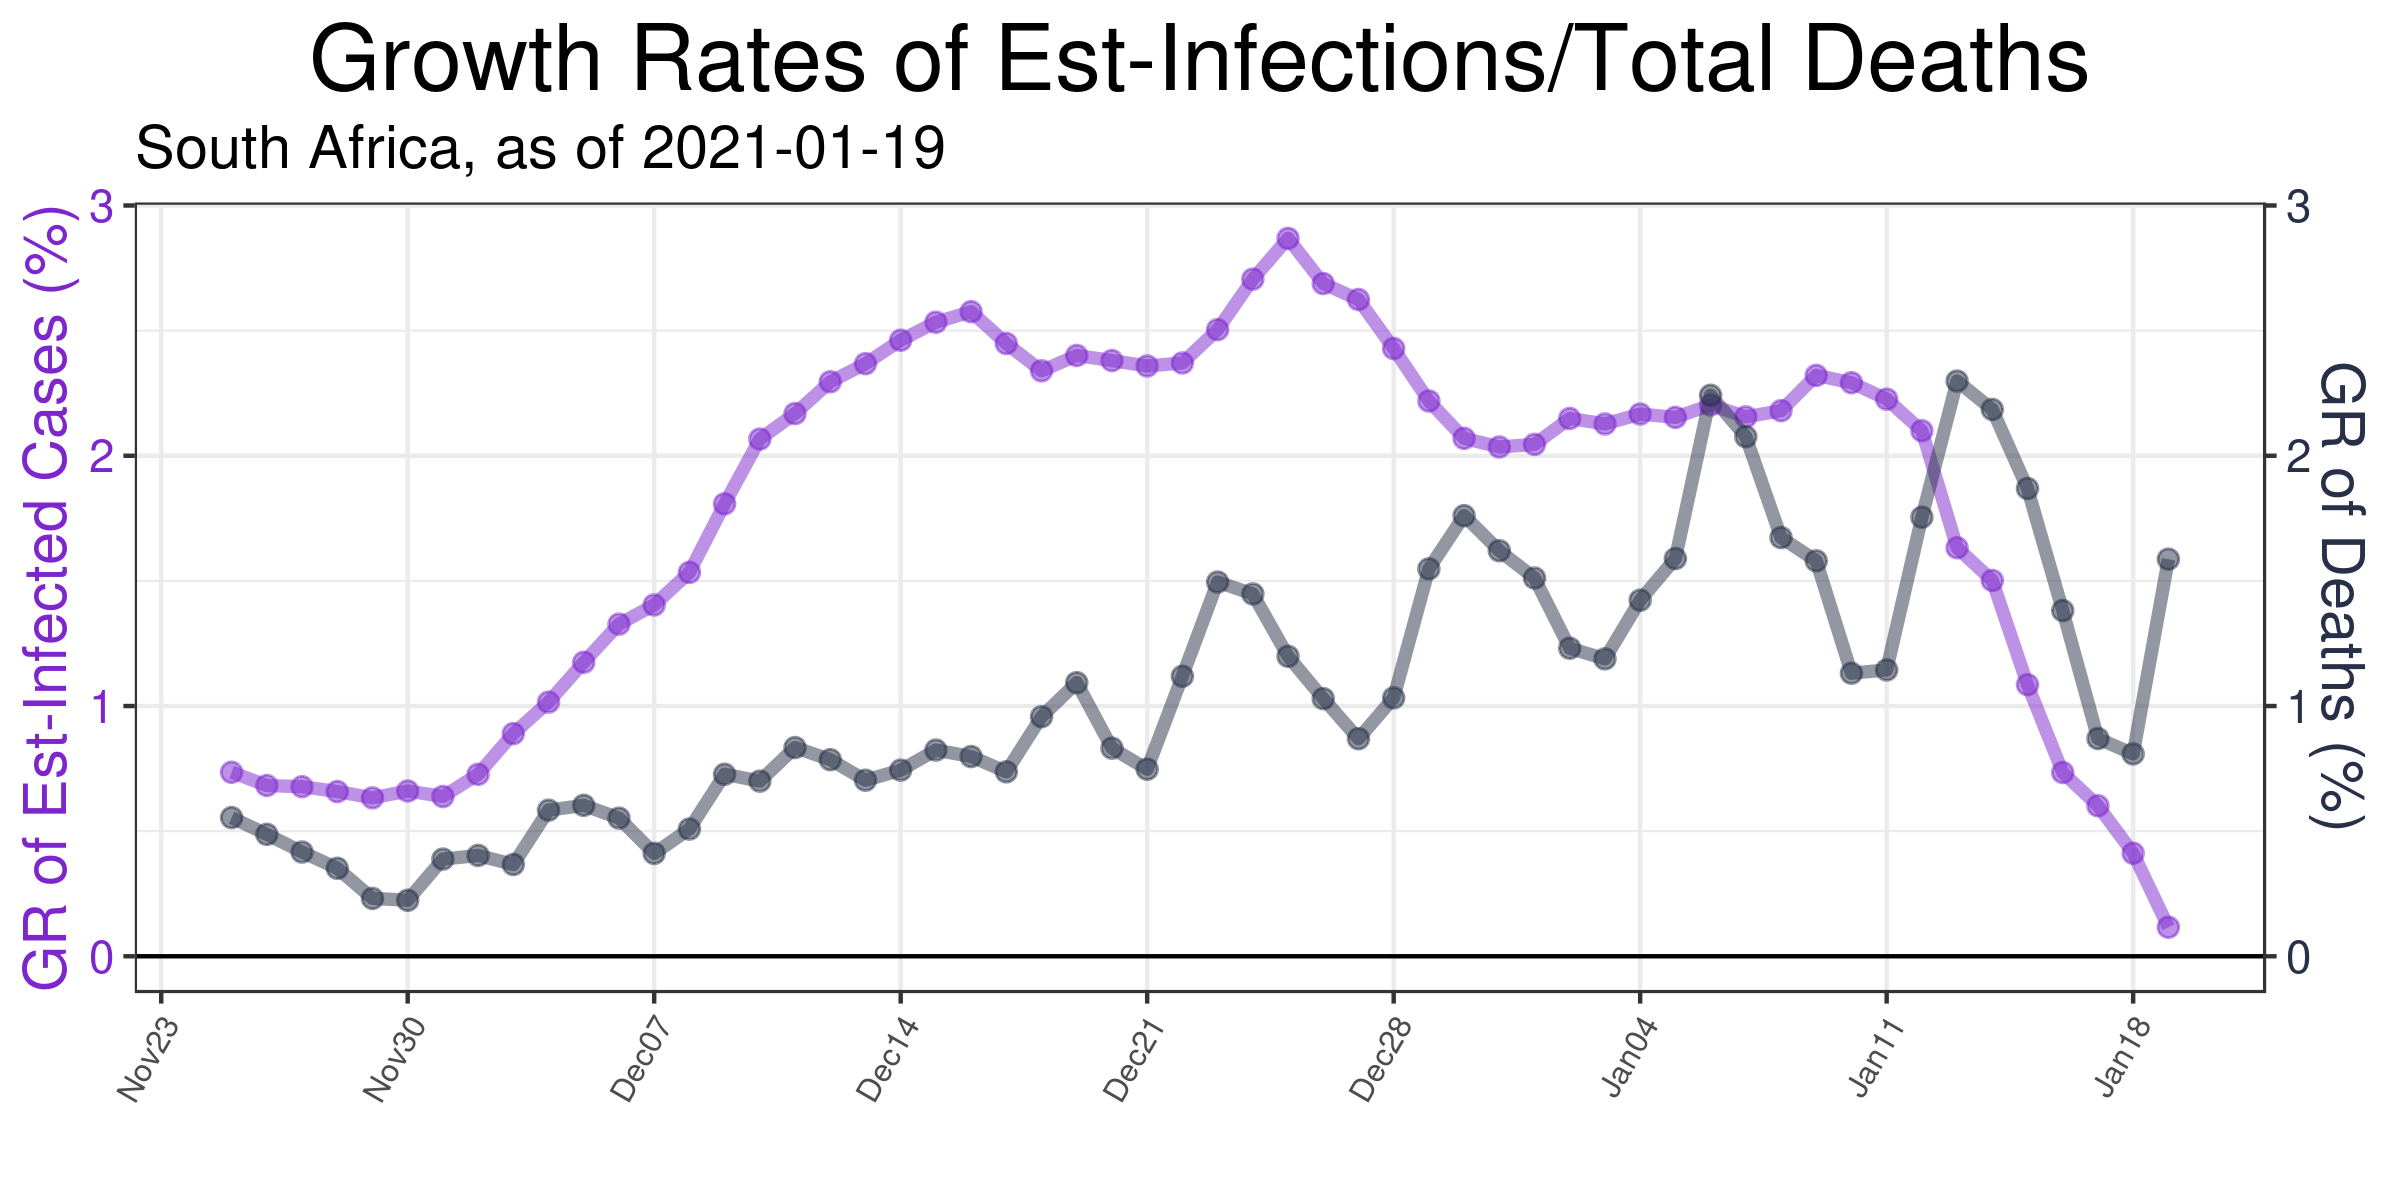 Growth Rates of Est-Infections/Total Deaths
South Africa, as of 2021-01-19
GR of Est-Infected Cases (%)
3
2
1
0
3
2
1
0
GR of Deaths (%)
Nov23
Nov30
Dec07
Dec14
Dec21
Dec28
Jan04
Jan11
Jan18